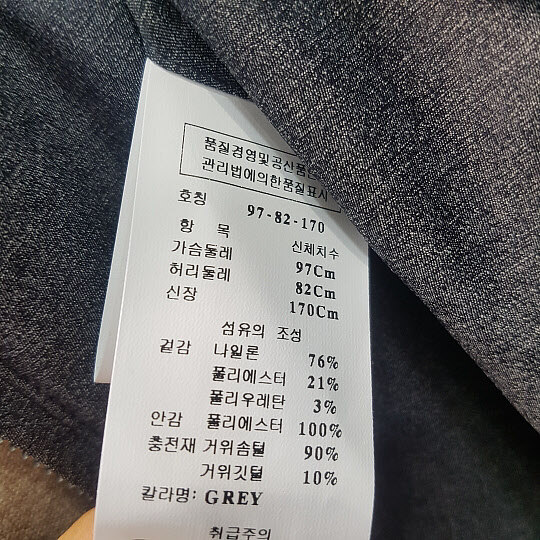 품질경영및공산품안
관리법에의한품질표시
호칭 97-82-170
항 목 신체치수
가슴둘레 97Cm
허리둘레 82Cm
신장 170Cm
섬유의 조성
겉감 나일론 76%
폴리에스터 21%
폴리우레탄 3%
안감 폴리에스터 100%
충전재 거위솜털 90%
거위깃털 10%
칼라명: GREY
취급주의